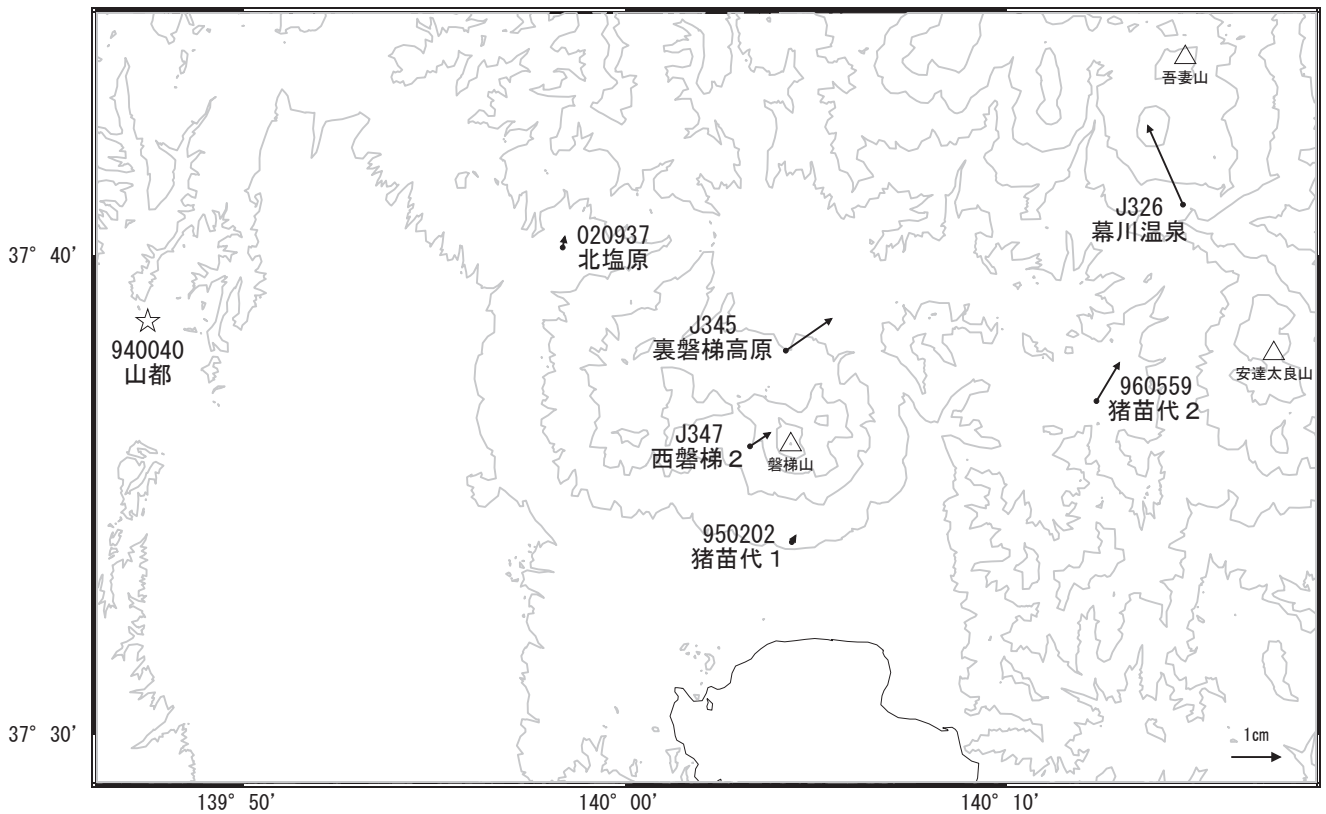 吾妻山
J326
幕川温泉
020937
北塩原
37° 40'
940040
山都
J345
裏磐梯高原
安達太良山
960559
猪苗代２
J347
西磐梯２
磐梯山
950202
猪苗代１
37° 30'
1cm
139° 50'
140° 00'
140° 10'